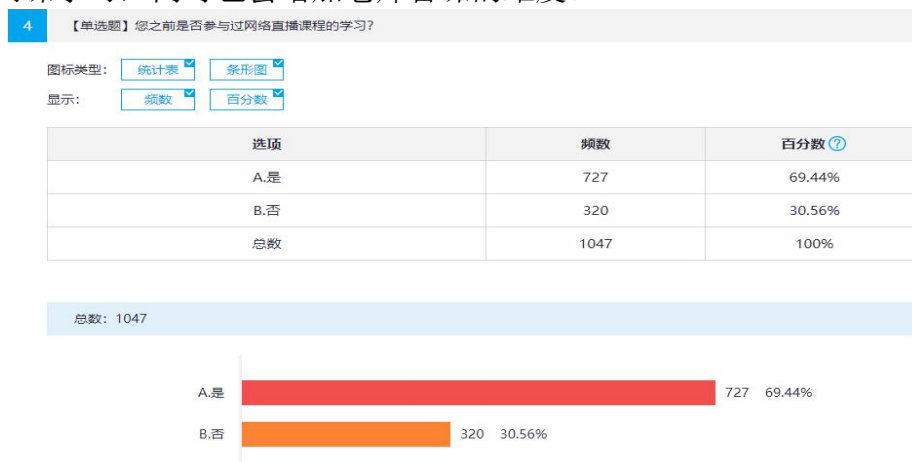 4 【单选题】您之前是否参与过网络直播课程的学习?
图标类型: 统计表 条形图
显示: 频数 百分数
选项 频数 百分数 ?
A.是 727 69.44%
B.否 320 30.56%
总数 1047 100%
总数: 1047
A.是 727 69.44%
B.否 320 30.56%